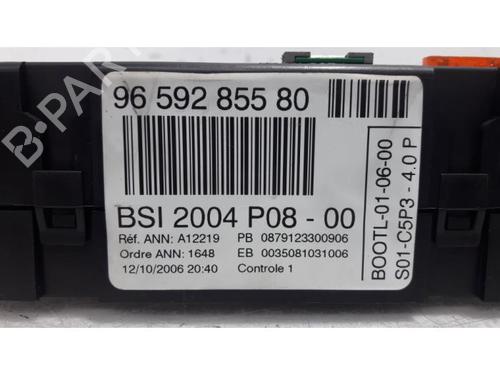 96 592 855 80
BSI 2004 P08 - 00
Réf. ANN: A12219 PB 0879123300906
Ordre ANN: 1648 EB 0035081031006
12/10/2006 20:40 Controle 1
BOOTL-01-06-00
S01-C5P3 - 4.0 P
B-PARTS